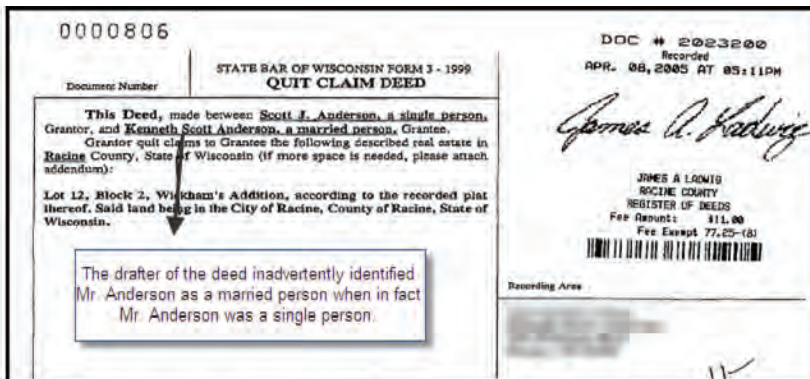 0000806
Document Number
STATE BAR OF WISCONSIN FORM 3 - 1999
QUIT CLAIM DEED
This Deed, made between Scott J. Anderson, a single person,
Grantor, and Kenneth Scott Anderson, a married person, Grantee.
Grantor quit claims to Grantee the following described real estate in
Racine County, State of Wisconsin (if more space is needed, please attach
addendum):
Lot 12, Block 2, Wickham's Addition, according to the recorded plat
thereof. Said land being in the City of Racine, County of Racine, State of
Wisconsin.
The drafter of the deed inadvertently identified
Mr. Anderson as a married person when in fact
Mr. Anderson was a single person
DOC # 2023200
Recorded
APR. 08,2005 AT 05:11PM
James A. Ladwig
JAMES A LADWIG
RACINE COUNTY
REGISTER OF DEEDS
Fee Amount: $11.00
Fee Exempt 77.25-(8)
Recording Area